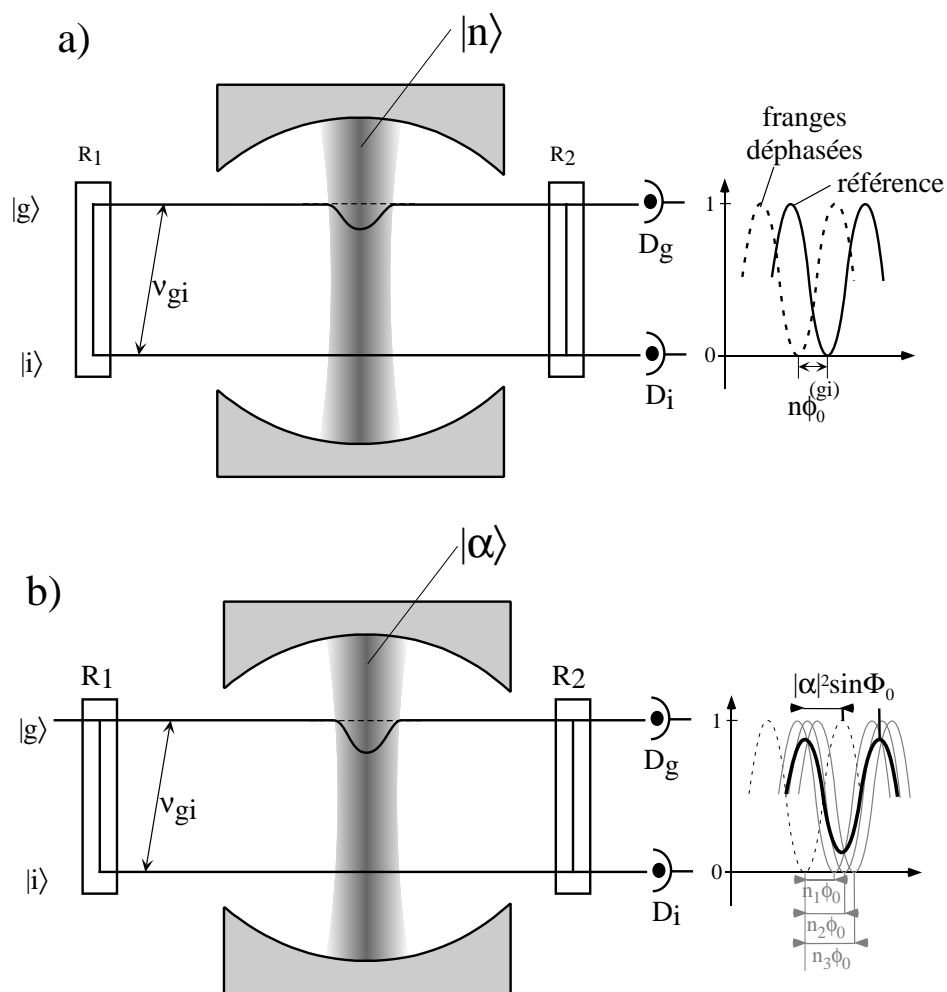 a)
|n⟩
R1
R2
franges
déphasées
référence
|g⟩
1
Dg
νgi
|i⟩
0
Di
nϕ0(gi)
b)
|α⟩
R1
R2
|α|²sinΦ0
|g⟩
1
Dg
νgi
|i⟩
0
Di
n1ϕ0
n2ϕ0
n3ϕ0